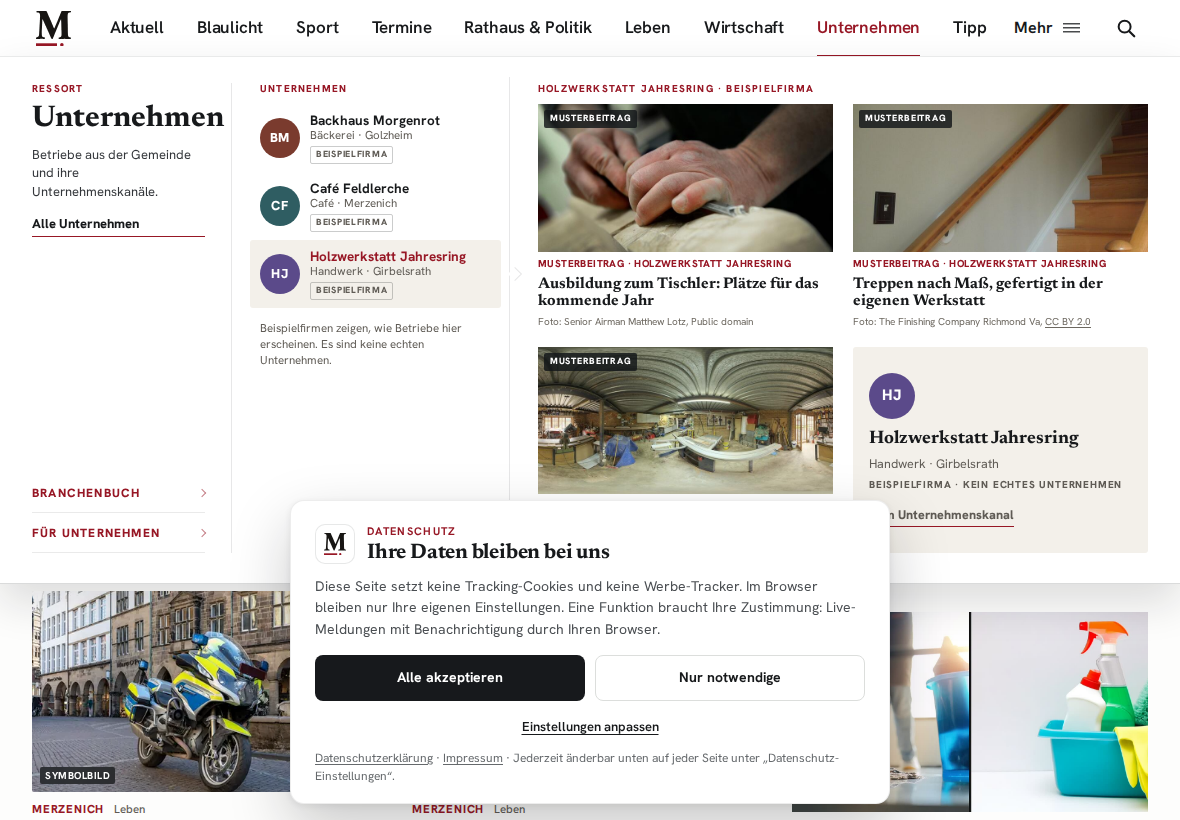 M
Aktuell Blaulicht Sport Termine Rathaus & Politik Leben Wirtschaft Unternehmen Tipp Mehr
RESSORT
Unternehmen
Betriebe aus der Gemeinde
und ihre
Unternehmenskanäle.
Alle Unternehmen
BRANCHENBUCH
FÜR UNTERNEHMEN
UNTERNEHMEN
BM
Backhaus Morgenrot
Bäckerei · Golzheim
BEISPIELFIRMA
CF
Café Feldlerche
Café · Merzenich
BEISPIELFIRMA
HJ
Holzwerkstatt Jahresring
Handwerk · Girbelsrath
BEISPIELFIRMA
Beispielfirmen zeigen, wie Betriebe hier
erscheinen. Es sind keine echten
Unternehmen.
HOLZWERKSTATT JAHRESRING · BEISPIELFIRMA
MUSTERBEITRAG
MUSTERBEITRAG · HOLZWERKSTATT JAHRESRING
Ausbildung zum Tischler: Plätze für das
kommende Jahr
Foto: Senior Airman Matthew Lotz, Public domain
MUSTERBEITRAG
MUSTERBEITRAG · HOLZWERKSTATT JAHRESRING
Treppen nach Maß, gefertigt in der
eigenen Werkstatt
Foto: The Finishing Company Richmond Va, CC BY 2.0
MUSTERBEITRAG
HJ
Holzwerkstatt Jahresring
Handwerk · Girbelsrath
BEISPIELFIRMA · KEIN ECHTES UNTERNEHMEN
Unternehmenskanal
M
DATENSCHUTZ
Ihre Daten bleiben bei uns
Diese Seite setzt keine Tracking-Cookies und keine Werbe-Tracker. Im Browser
bleiben nur Ihre eigenen Einstellungen. Eine Funktion braucht Ihre Zustimmung: Live-
Meldungen mit Benachrichtigung durch Ihren Browser.
Alle akzeptieren
Nur notwendige
Einstellungen anpassen
Datenschutzerklärung · Impressum · Jederzeit änderbar unten auf jeder Seite unter „Datenschutz-
Einstellungen“.
SYMBOLBILD
MERZENICH Leben
MERZENICH Leben